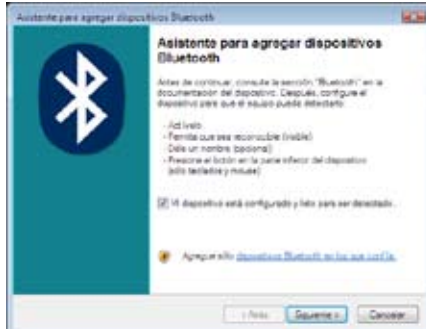 Asistente para agregar dispositivos Bluetooth
Asistente para agregar dispositivos
Bluetooth
Antes de continuar, consulte la sección "Bluetooth" en la
documentación del dispositivo. Después, configure el
dispositivo para que el equipo pueda detectarlo:
- Actívelo
- Permita que sea reconocible (visible)
- Déle un nombre (opcional)
- Presione el botón en la parte inferior del dispositivo
(sólo teclados y mouse)
Mi dispositivo está configurado y listo para ser detectado.
Agregue sólo dispositivos Bluetooth en los que confía.
< Atrás
Siguiente >
Cancelar